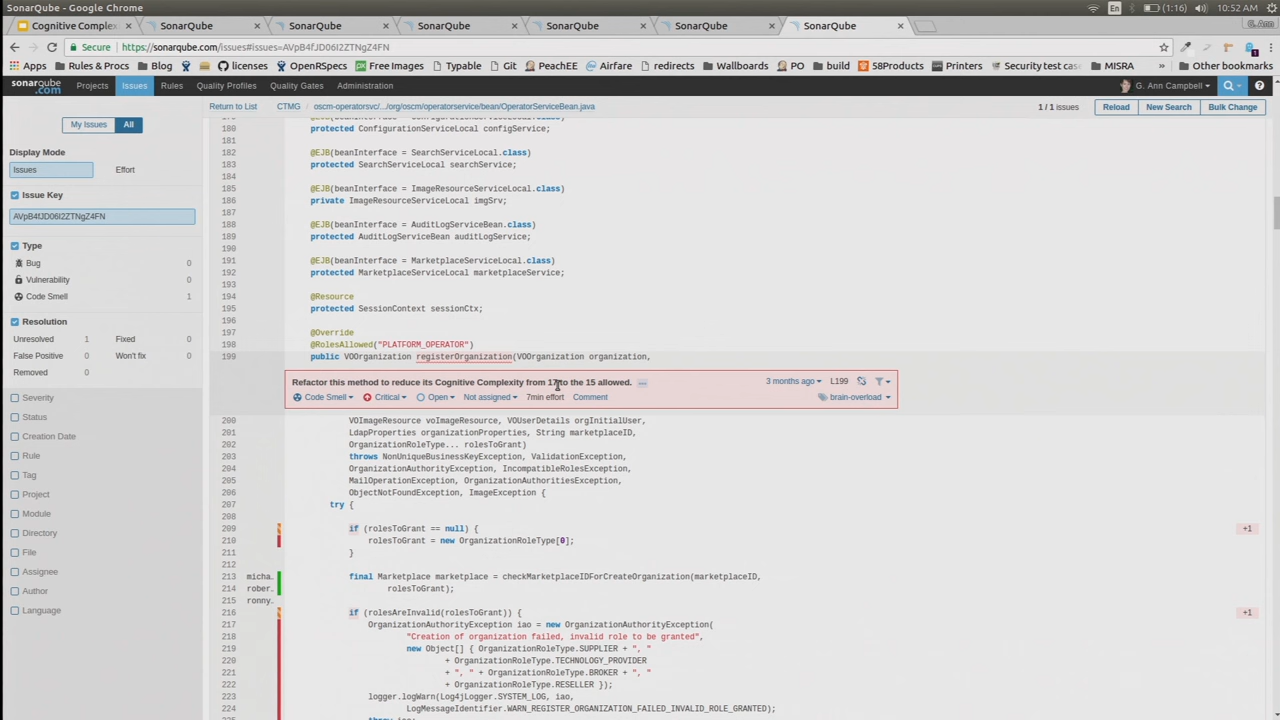 SonarQube - Google Chrome
En (1:16) 10:52 AM
Cognitive Complex SonarQube SonarQube SonarQube SonarQube SonarQube SonarQube G. Ann
Secure https://sonarqube.com/issues#issues=AVpB4fJD06I2ZTNgZ4FN
Apps Rules & Procs Blog licenses OpenRSpecs Free Images Typable Git PeachEE Airfare redirects Wallboards PO build 58Products Printers Security test case MISRA Other bookmarks
sonarqube.com Projects Issues Rules Quality Profiles Quality Gates Administration G. Ann Campbell
Return to List CTMG oscm-operatorsvc/.../org/oscm/operatorservice/bean/OperatorServiceBean.java 1 / 1 issues Reload New Search Bulk Change
My Issues All
Display Mode
Issues Effort
Issue Key
AVpB4fJD06I2ZTNgZ4FN
Type
Bug 0
Vulnerability 0
Code Smell 1
Resolution
Unresolved 1 Fixed 0
False Positive 0 Won't fix 0
Removed 0
Severity
Status
Creation Date
Rule
Tag
Project
Module
Directory
File
Assignee
Author
Language
180 protected ConfigurationServiceLocal configService;
181
182 @EJB(beanInterface = SearchServiceLocal.class)
183 protected SearchServiceLocal searchService;
184
185 @EJB(beanInterface = ImageResourceServiceLocal.class)
186 private ImageResourceServiceLocal imgSrv;
187
188 @EJB(beanInterface = AuditLogServiceBean.class)
189 protected AuditLogServiceBean auditLogService;
190
191 @EJB(beanInterface = MarketplaceServiceLocal.class)
192 protected MarketplaceServiceLocal marketplaceService;
193
194 @Resource
195 protected SessionContext sessionCtx;
196
197 @Override
198 @RolesAllowed("PLATFORM_OPERATOR")
199 public VOOrganization registerOrganization(VOOrganization organization,
Refactor this method to reduce its Cognitive Complexity from 17 to the 15 allowed. 3 months ago L199
Code Smell Critical Open Not assigned 7min effort Comment brain-overload
200 VOImageResource voImageResource, VOUserDetails orgInitialUser,
201 LdapProperties organizationProperties, String marketplaceID,
202 OrganizationRoleType... rolesToGrant)
203 throws NonUniqueBusinessKeyException, ValidationException,
204 OrganizationAuthorityException, IncompatibleRolesException,
205 MailOperationException, OrganizationAuthoritiesException,
206 ObjectNotFoundException, ImageException {
207 try {
208
209 if (rolesToGrant == null) { +1
210 rolesToGrant = new OrganizationRoleType[0];
211 }
212
213 micha. final Marketplace marketplace = checkMarketplaceIDForCreateOrganization(marketplaceID,
214 rober. rolesToGrant);
215 ronny.
216 if (rolesAreInvalid(rolesToGrant)) { +1
217 OrganizationAuthorityException iao = new OrganizationAuthorityException(
218 "Creation of organization failed, invalid role to be granted",
219 new Object[] { OrganizationRoleType.SUPPLIER + ", "
220 + OrganizationRoleType.TECHNOLOGY_PROVIDER
221 + ", " + OrganizationRoleType.BROKER + ", "
222 + OrganizationRoleType.RESELLER });
223 logger.logWarn(Log4jLogger.SYSTEM_LOG, iao,
224 LogMessageIdentifier.WARN_REGISTER_ORGANIZATION_FAILED_INVALID_ROLE_GRANTED);